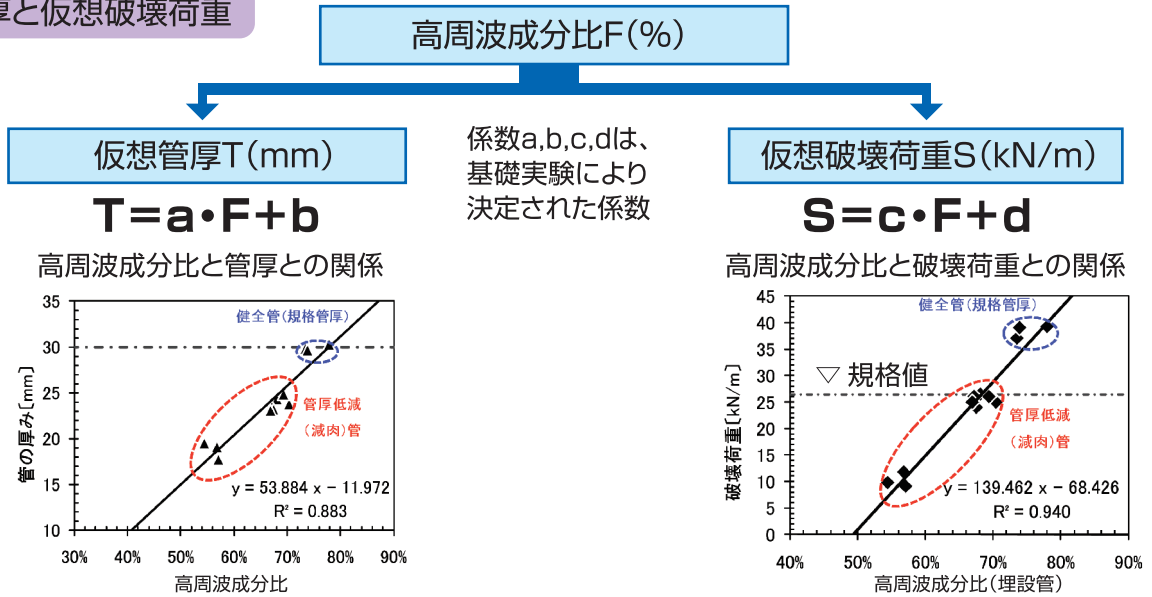 厚と仮想破壊荷重
高周波成分比F(%)
仮想管厚T(mm)
係数a,b,c,dは、
基礎実験により
決定された係数
仮想破壊荷重S(kN/m)
T=a・F+b
S=c・F+d
高周波成分比と管厚との関係
35
30
25
20
15
10
管の厚み[mm]
健全管(規格管厚)
管厚低減
(減肉)管
y = 53.884 x − 11.972
R² = 0.883
30%
40%
50%
60%
70%
80%
90%
高周波成分比
高周波成分比と破壊荷重との関係
45
40
35
30
25
20
15
10
5
0
破壊荷重[kN/m]
健全管(規格管厚)
▽ 規格値
管厚低減
(減肉)管
y = 139.462 x − 68.426
R² = 0.940
40%
50%
60%
70%
80%
90%
高周波成分比(埋設管)